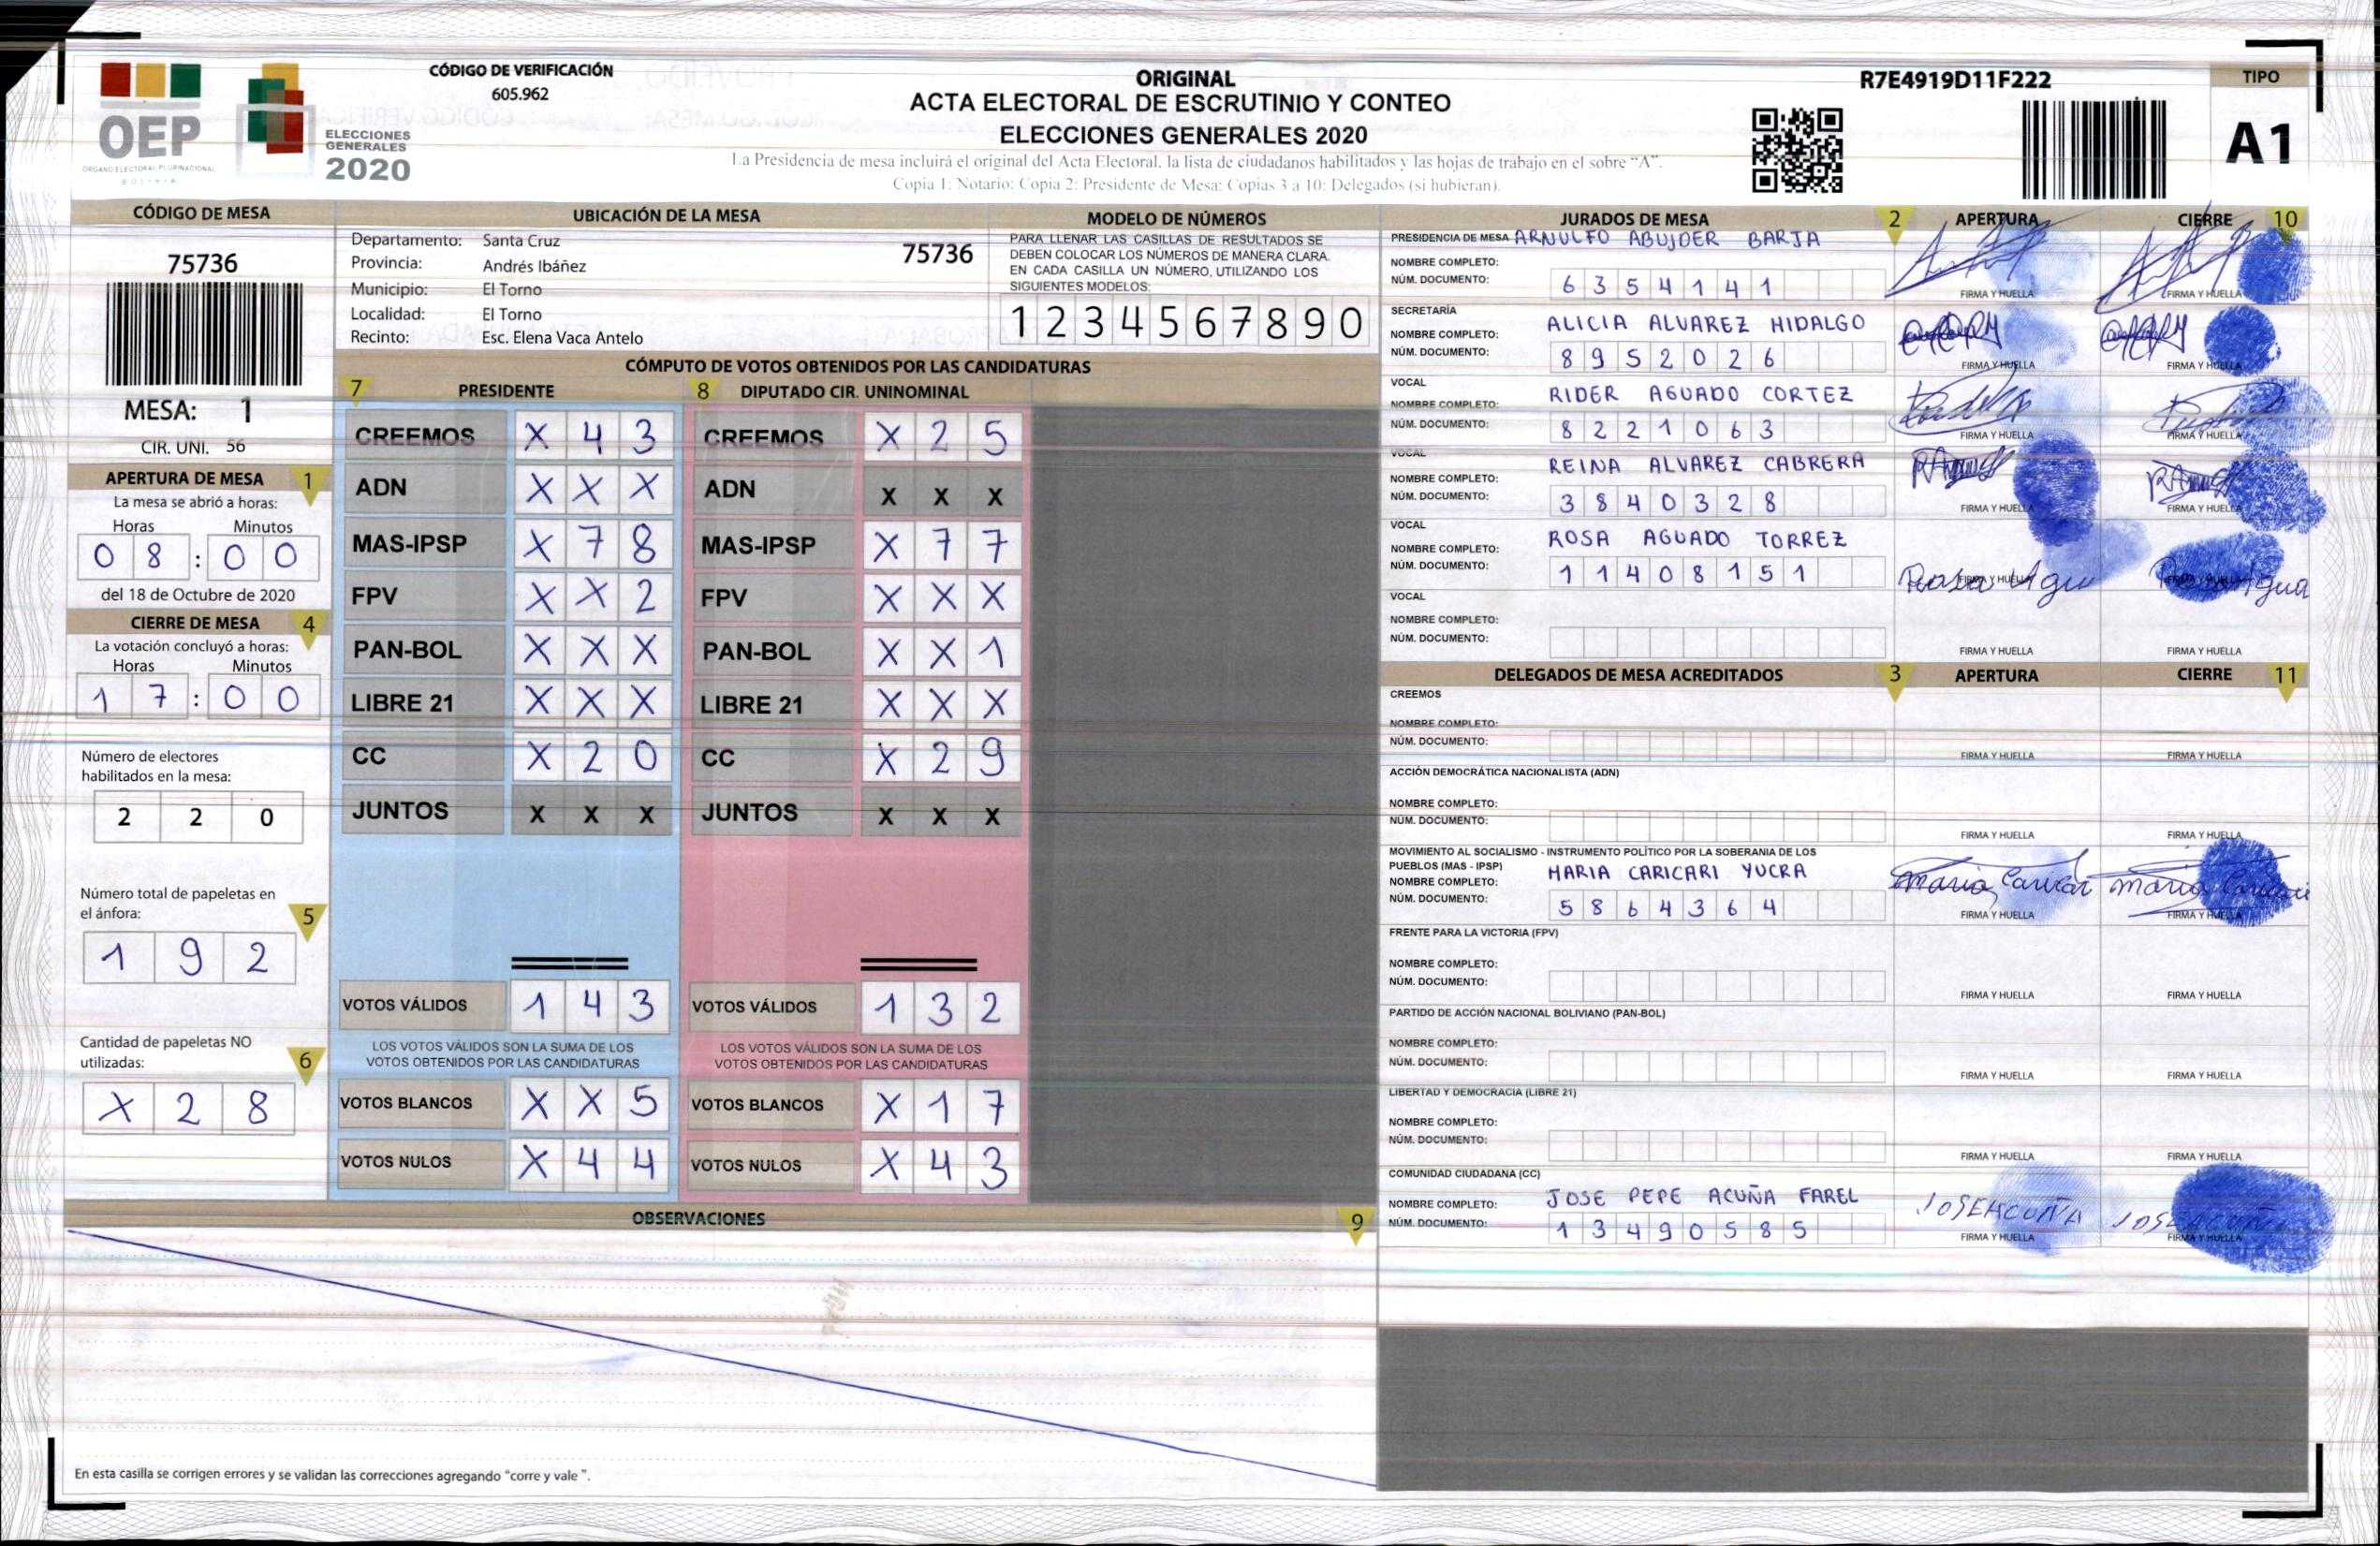 OEP
ÓRGANO ELECTORAL PLURINACIONAL
BOLIVIA
ELECCIONES
GENERALES
2020
CÓDIGO DE VERIFICACIÓN
605.962
ORIGINAL
ACTA ELECTORAL DE ESCRUTINIO Y CONTEO
ELECCIONES GENERALES 2020
La Presidencia de mesa incluirá el original del Acta Electoral, la lista de ciudadanos habilitados y las hojas de trabajo en el sobre "A".
Copia 1: Notario; Copia 2: Presidente de Mesa; Copias 3 a 10: Delegados (si hubieran).
R7E4919D11F222
TIPO
A1
CÓDIGO DE MESA
75736
MESA: 1
CIR. UNI. 56
APERTURA DE MESA 1
La mesa se abrió a horas:
Horas Minutos
0 8 : 0 0
del 18 de Octubre de 2020
CIERRE DE MESA 4
La votación concluyó a horas:
Horas Minutos
1 7 : 0 0
Número de electores
habilitados en la mesa:
2 2 0
Número total de papeletas en
el ánfora: 5
1 9 2
Cantidad de papeletas NO
utilizadas: 6
X 2 8
UBICACIÓN DE LA MESA
Departamento: Santa Cruz 75736
Provincia: Andrés Ibáñez
Municipio: El Torno
Localidad: El Torno
Recinto: Esc. Elena Vaca Antelo
MODELO DE NÚMEROS
PARA LLENAR LAS CASILLAS DE RESULTADOS SE
DEBEN COLOCAR LOS NÚMEROS DE MANERA CLARA.
EN CADA CASILLA UN NÚMERO, UTILIZANDO LOS
SIGUIENTES MODELOS:
1 2 3 4 5 6 7 8 9 0
CÓMPUTO DE VOTOS OBTENIDOS POR LAS CANDIDATURAS
7 PRESIDENTE 8 DIPUTADO CIR. UNINOMINAL
CREEMOS X 4 3 CREEMOS X 2 5
ADN X X X ADN X X X
MAS-IPSP X 7 8 MAS-IPSP X 7 7
FPV X X 2 FPV X X X
PAN-BOL X X X PAN-BOL X X 1
LIBRE 21 X X X LIBRE 21 X X X
CC X 2 0 CC X 2 9
JUNTOS X X X JUNTOS X X X
VOTOS VÁLIDOS 1 4 3 VOTOS VÁLIDOS 1 3 2
LOS VOTOS VÁLIDOS SON LA SUMA DE LOS LOS VOTOS VÁLIDOS SON LA SUMA DE LOS
VOTOS OBTENIDOS POR LAS CANDIDATURAS VOTOS OBTENIDOS POR LAS CANDIDATURAS
VOTOS BLANCOS X X 5 VOTOS BLANCOS X 1 7
VOTOS NULOS X 4 4 VOTOS NULOS X 4 3
OBSERVACIONES 9
En esta casilla se corrigen errores y se validan las correcciones agregando "corre y vale".
JURADOS DE MESA 2 APERTURA CIERRE 10
PRESIDENCIA DE MESA ARNULFO ABUJDER BARJA
NOMBRE COMPLETO:
NÚM. DOCUMENTO: 6 3 5 4 1 4 1
FIRMA Y HUELLA FIRMA Y HUELLA
SECRETARÍA
NOMBRE COMPLETO: ALICIA ALVAREZ HIDALGO
NÚM. DOCUMENTO: 8 9 5 2 0 2 6
FIRMA Y HUELLA FIRMA Y HUELLA
VOCAL
NOMBRE COMPLETO: RIDER AGUADO CORTEZ
NÚM. DOCUMENTO: 8 2 2 1 0 6 3
FIRMA Y HUELLA FIRMA Y HUELLA
VOCAL
NOMBRE COMPLETO: REINA ALVAREZ CABRERA
NÚM. DOCUMENTO: 3 8 4 0 3 2 8
FIRMA Y HUELLA FIRMA Y HUELLA
VOCAL
NOMBRE COMPLETO: ROSA AGUADO TORREZ
NÚM. DOCUMENTO: 1 1 4 0 8 1 5 1
Rosa Agu
FIRMA Y HUELLA FIRMA Y HUELLA
VOCAL
NOMBRE COMPLETO:
NÚM. DOCUMENTO:
FIRMA Y HUELLA FIRMA Y HUELLA
DELEGADOS DE MESA ACREDITADOS 3 APERTURA CIERRE 11
CREEMOS
NOMBRE COMPLETO:
NÚM. DOCUMENTO:
FIRMA Y HUELLA FIRMA Y HUELLA
ACCIÓN DEMOCRÁTICA NACIONALISTA (ADN)
NOMBRE COMPLETO:
NÚM. DOCUMENTO:
FIRMA Y HUELLA FIRMA Y HUELLA
MOVIMIENTO AL SOCIALISMO - INSTRUMENTO POLÍTICO POR LA SOBERANIA DE LOS
PUEBLOS (MAS - IPSP)
NOMBRE COMPLETO: MARIA CARICARI YUCRA
NÚM. DOCUMENTO: 5 8 6 4 3 6 4
FIRMA Y HUELLA FIRMA Y HUELLA
FRENTE PARA LA VICTORIA (FPV)
NOMBRE COMPLETO:
NÚM. DOCUMENTO:
FIRMA Y HUELLA FIRMA Y HUELLA
PARTIDO DE ACCIÓN NACIONAL BOLIVIANO (PAN-BOL)
NOMBRE COMPLETO:
NÚM. DOCUMENTO:
FIRMA Y HUELLA FIRMA Y HUELLA
LIBERTAD Y DEMOCRACIA (LIBRE 21)
NOMBRE COMPLETO:
NÚM. DOCUMENTO:
FIRMA Y HUELLA FIRMA Y HUELLA
COMUNIDAD CIUDADANA (CC)
NOMBRE COMPLETO: JOSE PEPE ACUÑA FAREL
NÚM. DOCUMENTO: 1 3 4 9 0 5 8 5
JOSEACUÑA
FIRMA Y HUELLA FIRMA Y HUELLA